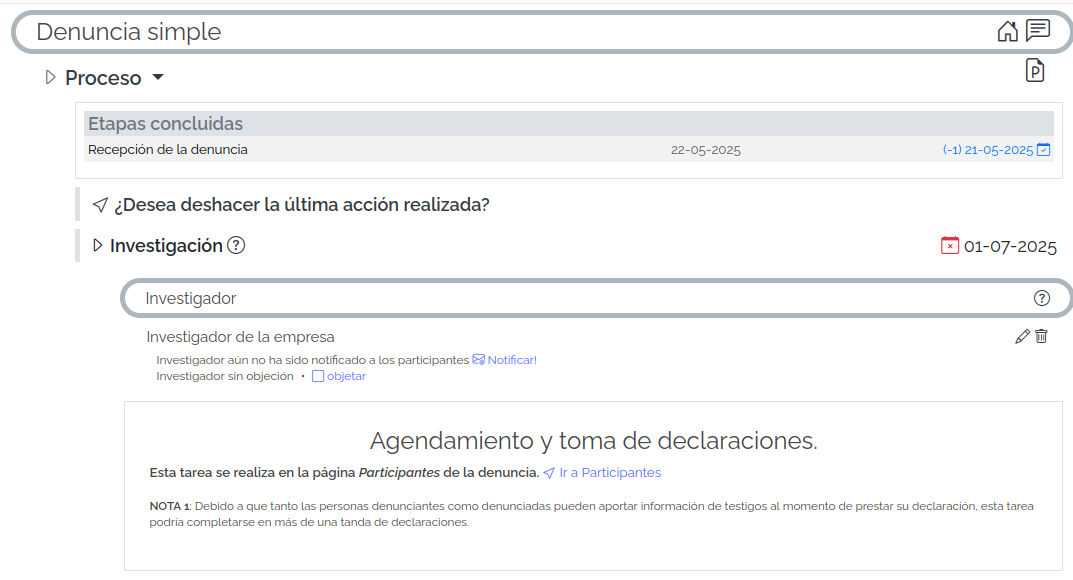 Denuncia simple
Proceso
P
Etapas concluidas
Recepción de la denuncia 22-05-2025 (-1) 21-05-2025
¿Desea deshacer la última acción realizada?
Investigación ? 01-07-2025
Investigador ?
Investigador de la empresa
Investigador aún no ha sido notificado a los participantes Notificar!
Investigador sin objeción • objetar
Agendamiento y toma de declaraciones.
Esta tarea se realiza en la página Participantes de la denuncia. Ir a Participantes
NOTA 1: Debido a que tanto las personas denunciantes como denunciadas pueden aportar información de testigos al momento de prestar su declaración, esta tarea
podría completarse en más de una tanda de declaraciones.